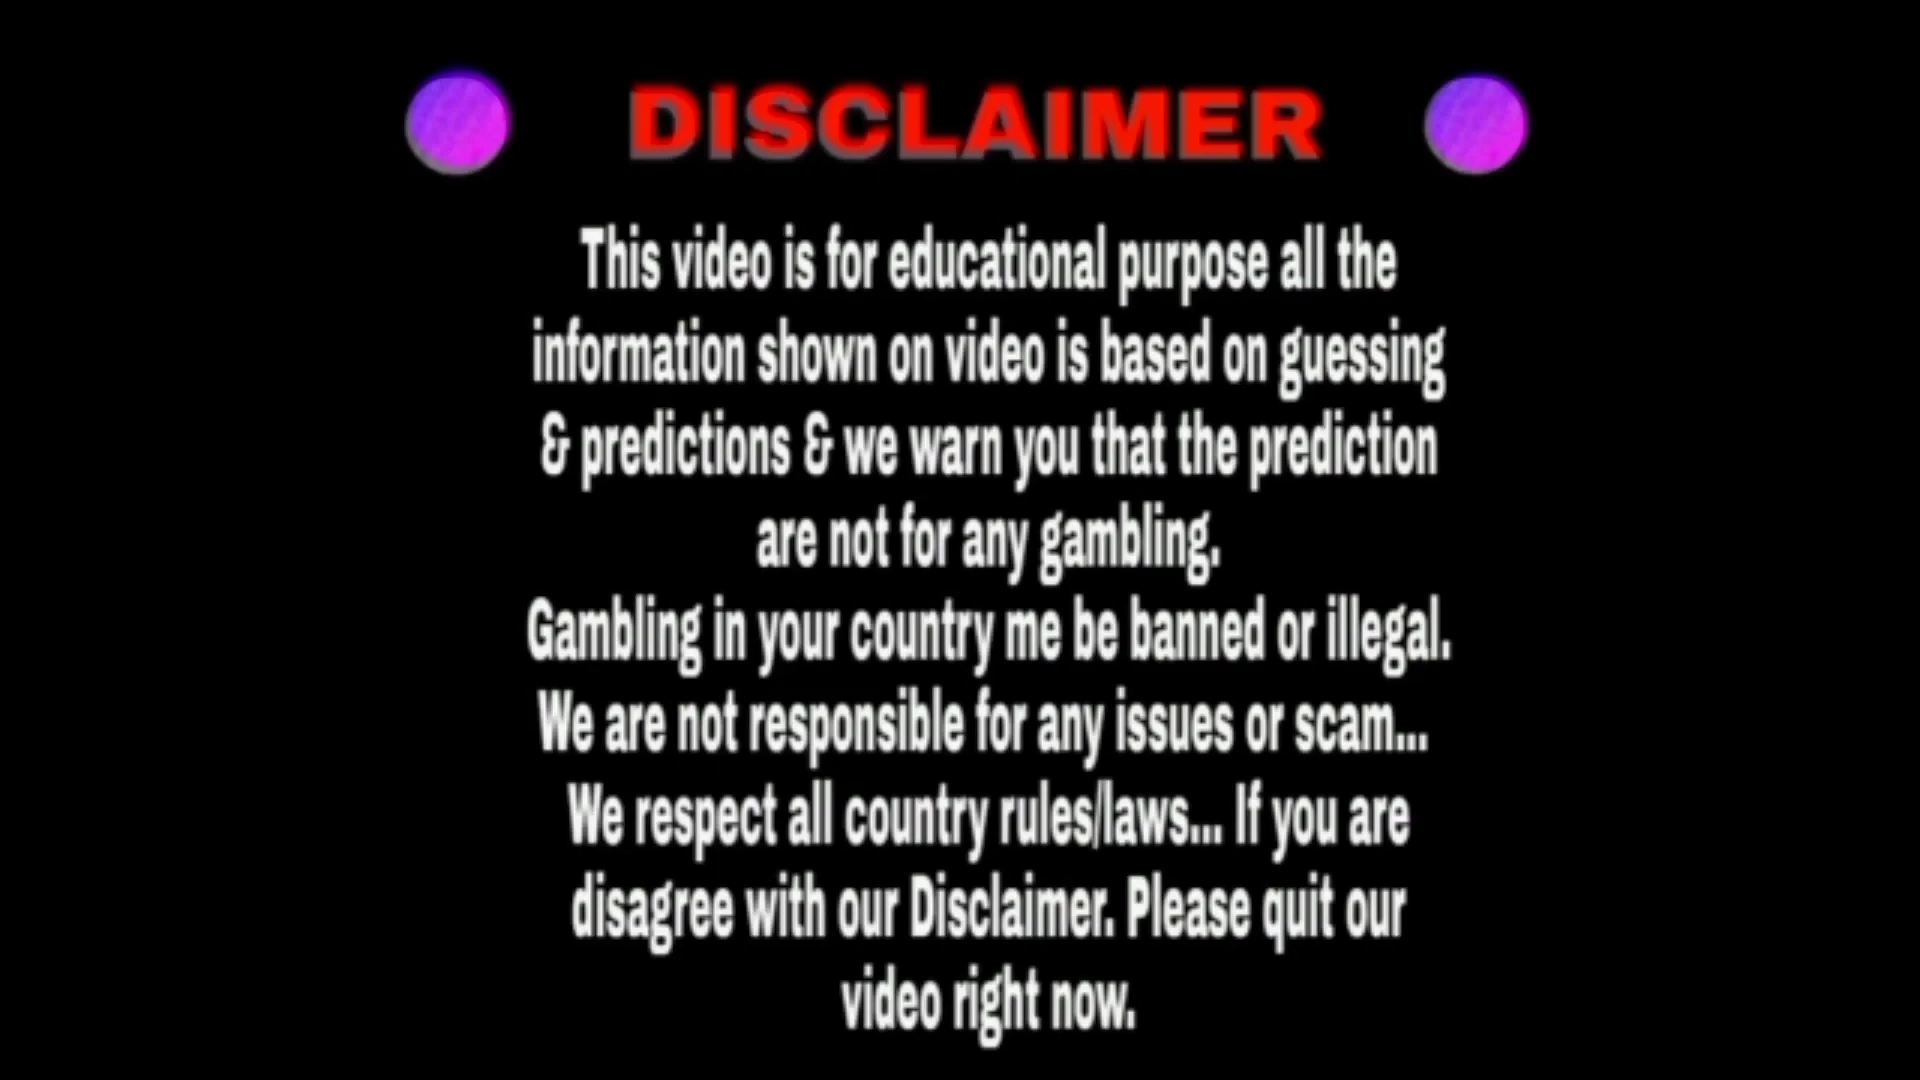 DISCLAIMER
This video is for educational purpose all the
information shown on video is based on guessing
& predictions & we warn you that the prediction
are not for any gambling.
Gambling in your country me be banned or illegal.
We are not responsible for any issues or scam...
We respect all country rules/laws... If you are
disagree with our Disclaimer. Please quit our
video right now.